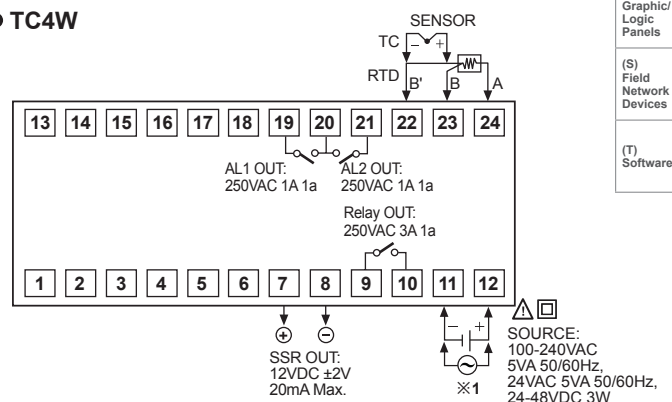 TC4W
SENSOR
TC - +
RTD B' B A
13 14 15 16 17 18 19 20 21 22 23 24
AL1 OUT:
250VAC 1A 1a
AL2 OUT:
250VAC 1A 1a
Relay OUT:
250VAC 3A 1a
1 2 3 4 5 6 7 8 9 10 11 12
+ −
SSR OUT:
12VDC ±2V
20mA Max.
− +
※1
SOURCE:
100-240VAC
5VA 50/60Hz,
24VAC 5VA 50/60Hz,
24-48VDC 3W
Graphic/
Logic
Panels
(S)
Field
Network
Devices
(T)
Software